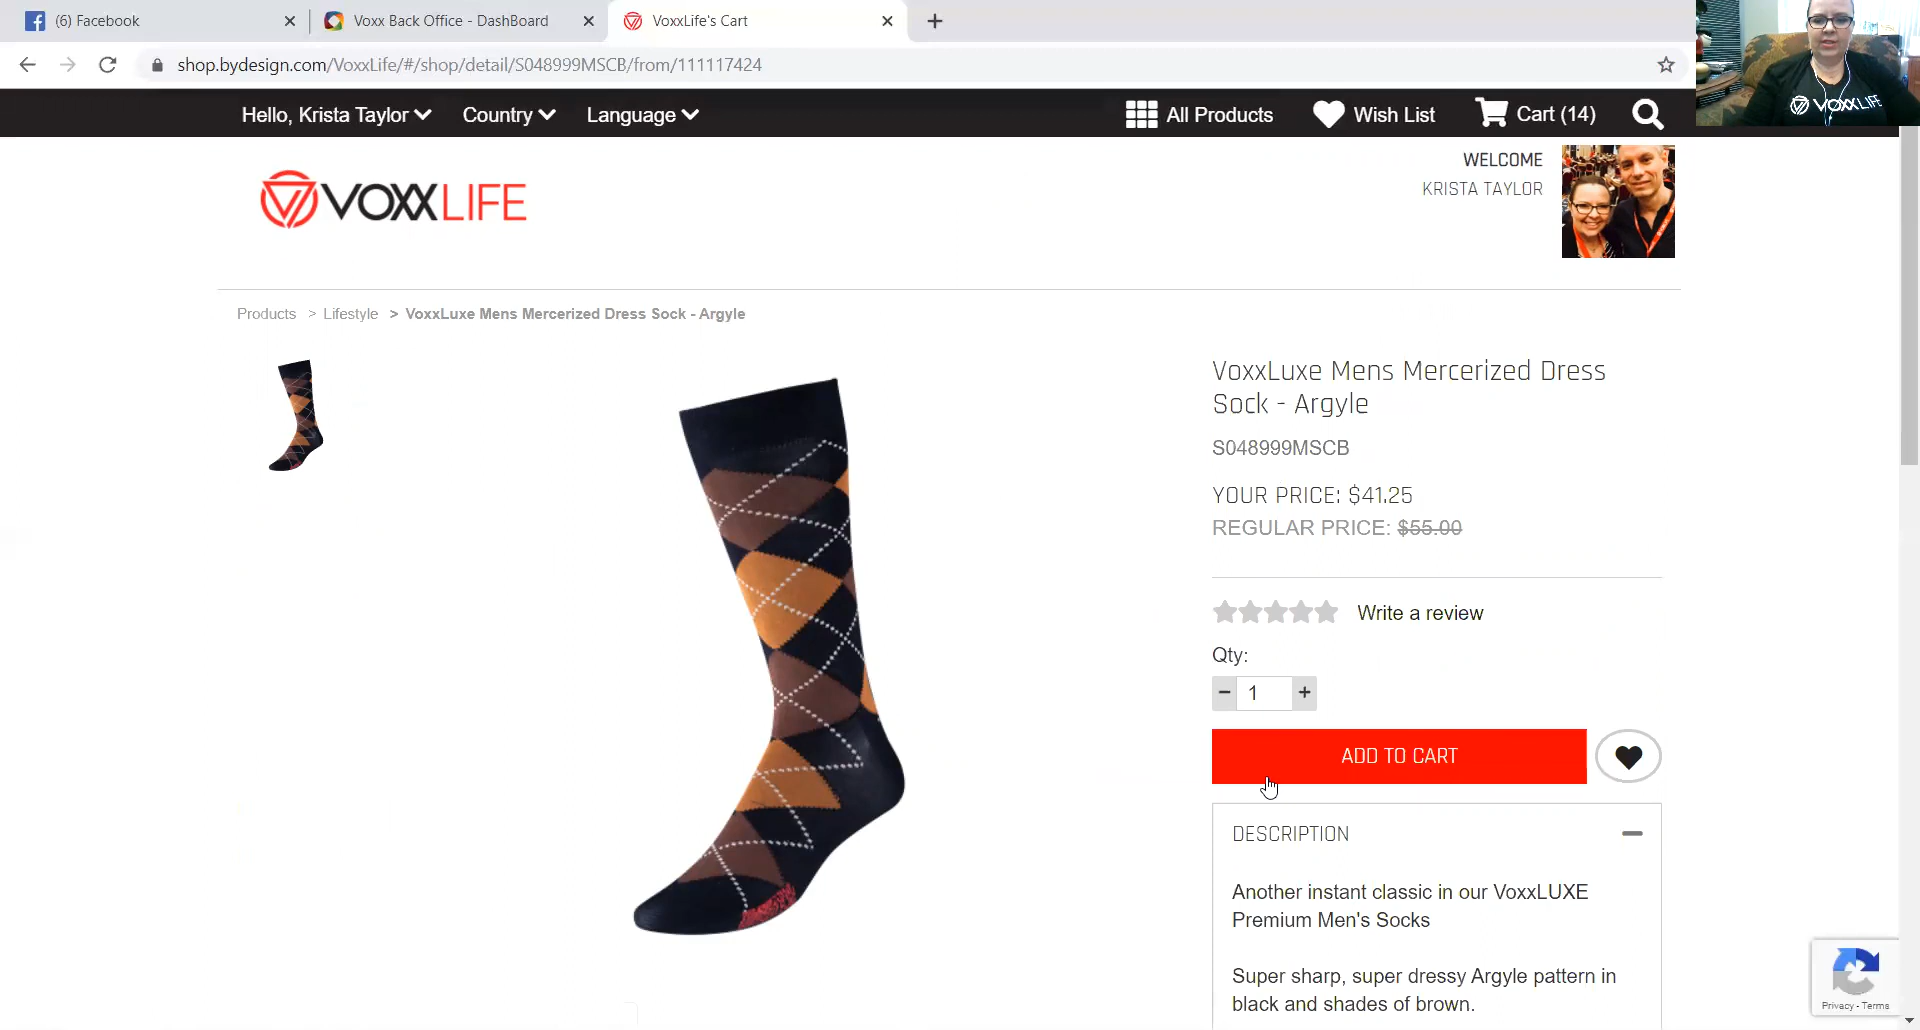 (6) Facebook
Voxx Back Office - DashBoard
VoxxLife's Cart
shop.bydesign.com/VoxxLife/#/shop/detail/S048999MSCB/from/111117424
VOXXLIFE
Hello, Krista Taylor
Country
Language
All Products
Wish List
Cart (14)
VOXXLIFE
WELCOME
KRISTA TAYLOR
Products > Lifestyle > VoxxLuxe Mens Mercerized Dress Sock - Argyle
VoxxLuxe Mens Mercerized Dress
Sock - Argyle
S048999MSCB
YOUR PRICE: $41.25
REGULAR PRICE: $55.00
Write a review
Qty:
− 1 +
ADD TO CART
DESCRIPTION
Another instant classic in our VoxxLUXE
Premium Men's Socks
Super sharp, super dressy Argyle pattern in
black and shades of brown.
Privacy - Terms